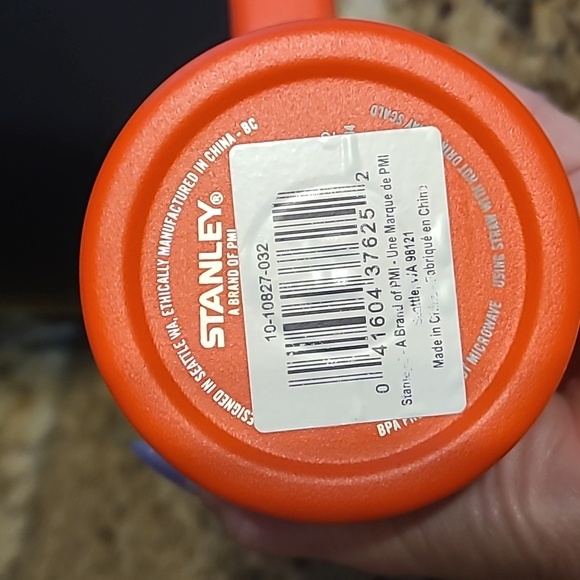 DESIGNED IN SEATTLE WA, ETHICALLY MANUFACTURED IN CHINA - BC
STANLEY®
A BRAND OF PMI
10-10827-032
0 41604 37625 2
A Brand of PMI - Une Marque de PMI
Seattle, WA 98121
Made in Fabriqué en Chine
MICROWAVE USING STRAW WITH HOT SCALD
BPA